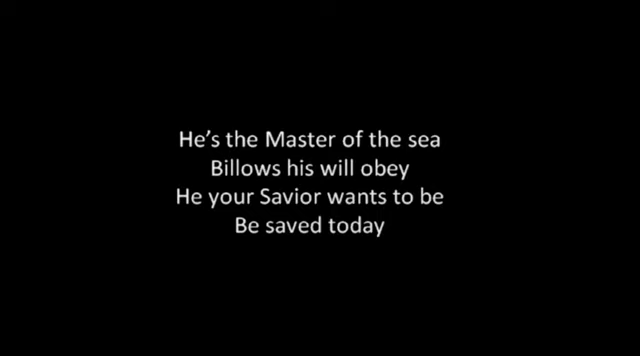 He’s the Master of the sea
Billows his will obey
He your Savior wants to be
Be saved today